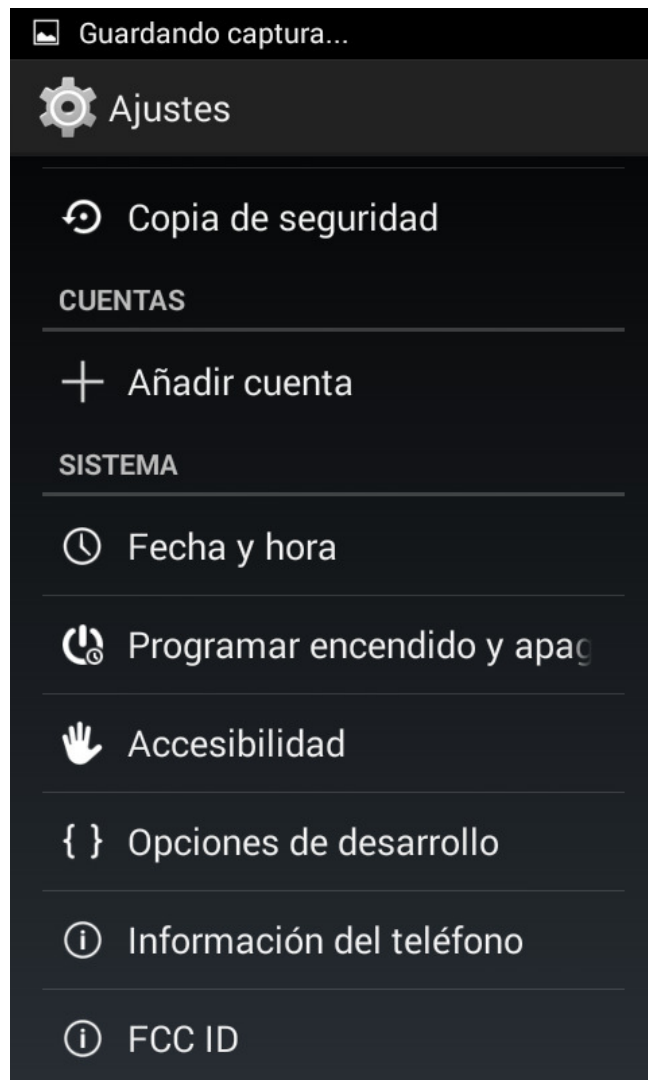 Guardando captura...
Ajustes
Copia de seguridad
CUENTAS
Añadir cuenta
SISTEMA
Fecha y hora
Programar encendido y apag
Accesibilidad
{ } Opciones de desarrollo
Información del teléfono
FCC ID